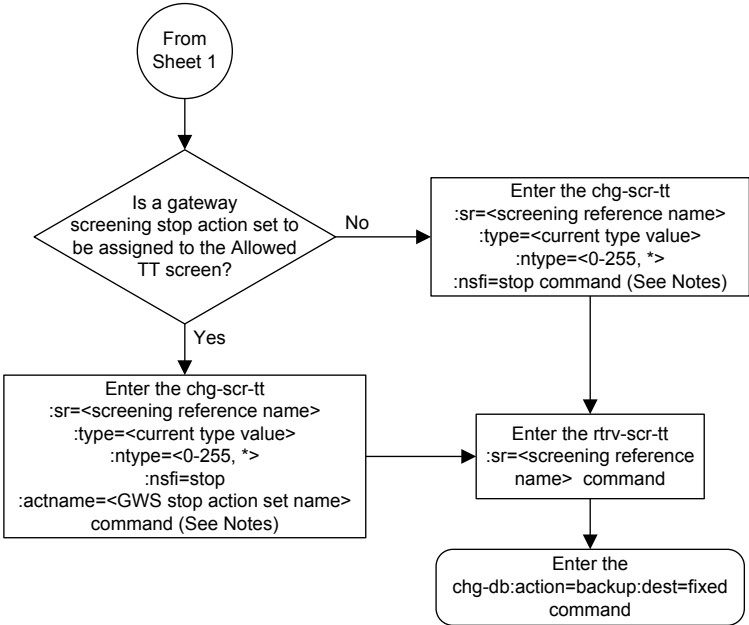 From
Sheet 1
Is a gateway
screening stop action set to
be assigned to the Allowed
TT screen?
No
Enter the chg-scr-tt
:sr=<screening reference name>
:type=<current type value>
:ntype=<0-255, *>
:nsfi=stop command (See Notes)
Yes
Enter the chg-scr-tt
:sr=<screening reference name>
:type=<current type value>
:ntype=<0-255, *>
:nsfi=stop
:actname=<GWS stop action set name>
command (See Notes)
Enter the rtrv-scr-tt
:sr=<screening reference
name> command
Enter the
chg-db:action=backup:dest=fixed
command